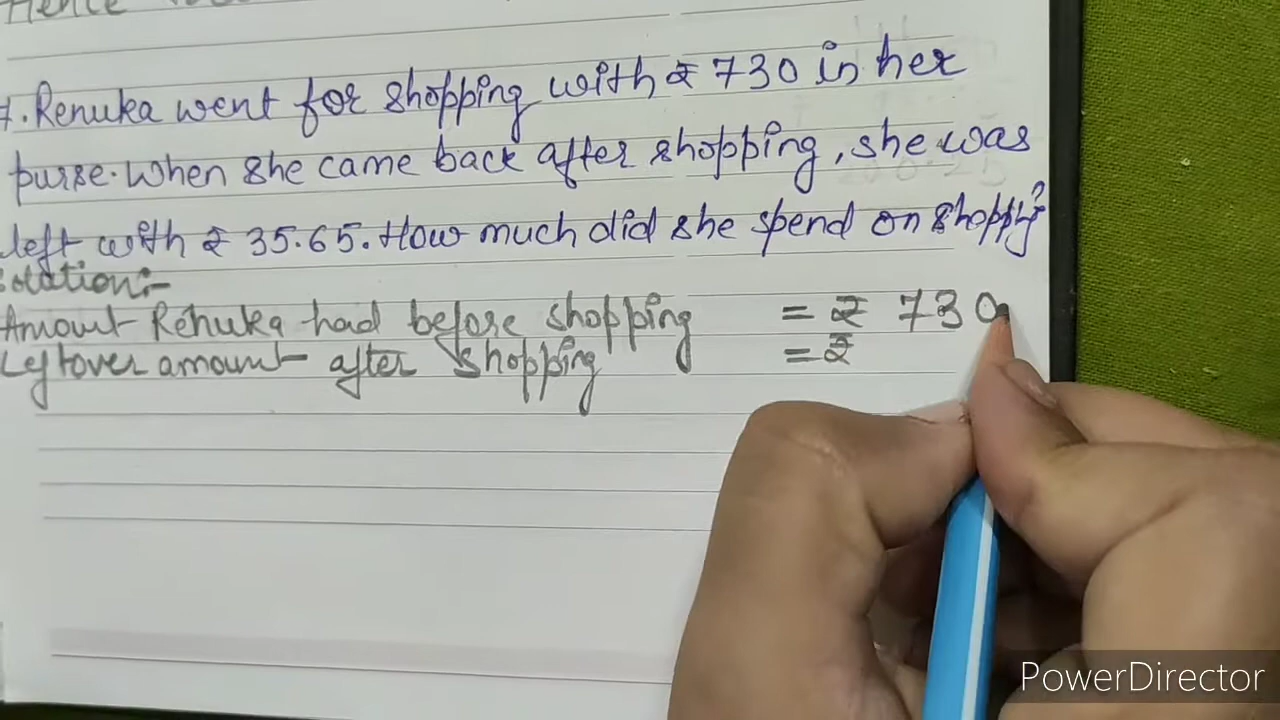 Hence
7. Renuka went for shopping with ₹ 730 in her
purse. When she came back after shopping, she was
left with ₹ 35.65. How much did she spend on shopping?
Solution:-
Amount Renuka had before shopping = ₹ 730
Leftover amount after shopping = ₹
PowerDirector